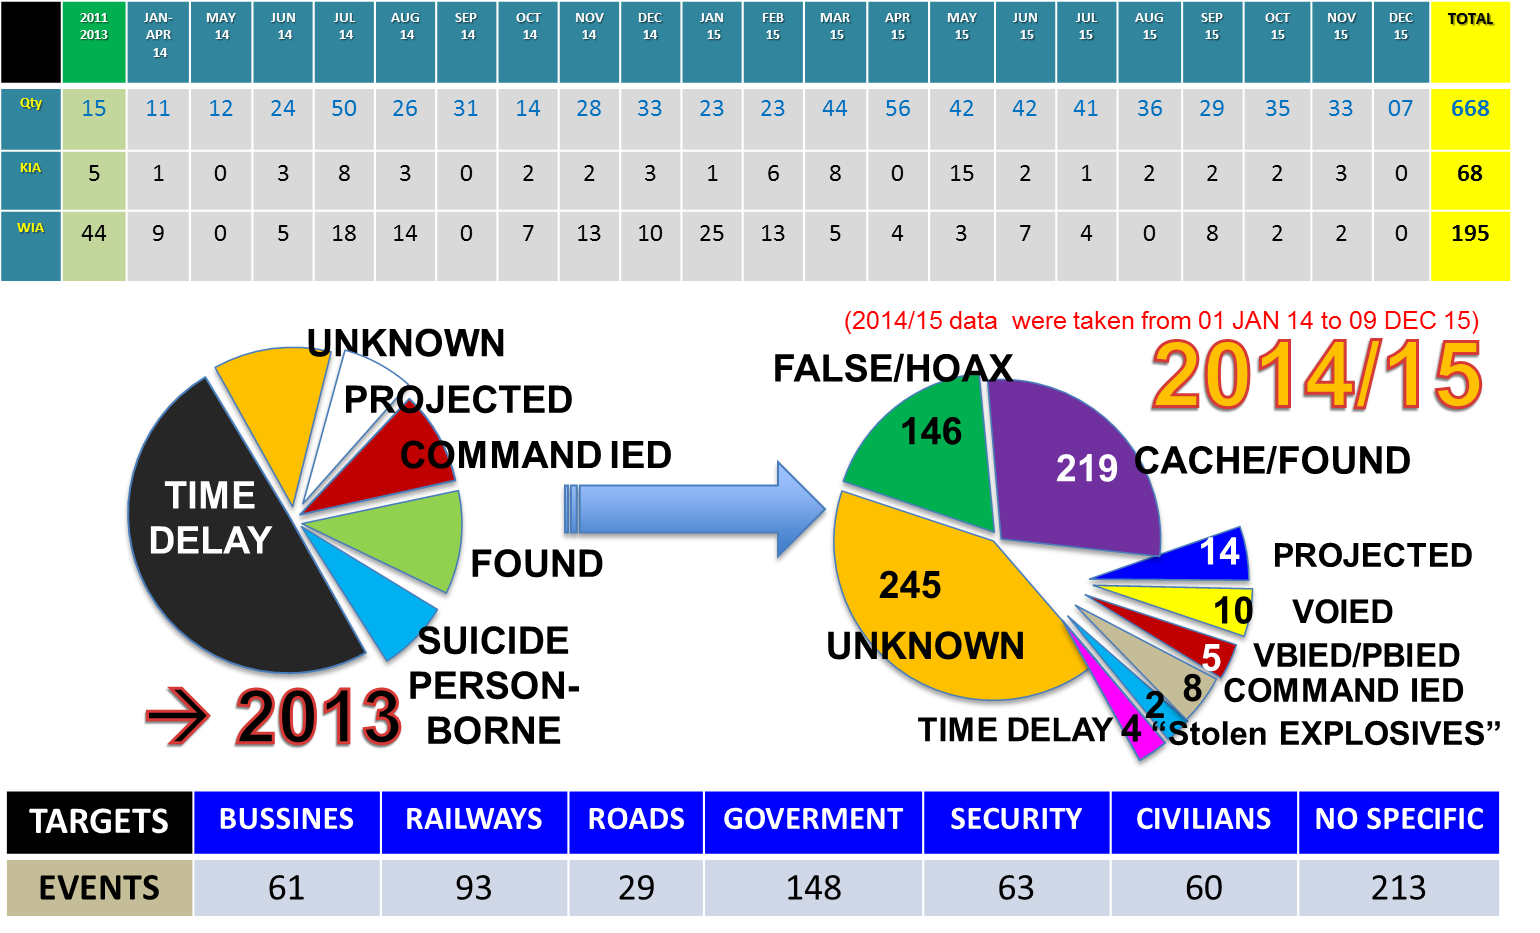 2011 2013 JAN-APR 14 MAY 14 JUN 14 JUL 14 AUG 14 SEP 14 OCT 14 NOV 14 DEC 14 JAN 15 FEB 15 MAR 15 APR 15 MAY 15 JUN 15 JUL 15 AUG 15 SEP 15 OCT 15 NOV 15 DEC 15 TOTAL
Qty 15 11 12 24 50 26 31 14 28 33 23 23 44 56 42 42 41 36 29 35 33 07 668
KIA 5 1 0 3 8 3 0 2 2 3 1 6 8 0 15 2 1 2 2 2 3 0 68
WIA 44 9 0 5 18 14 0 7 13 10 25 13 5 4 3 7 4 0 8 2 2 0 195
(2014/15 data were taken from 01 JAN 14 to 09 DEC 15)
UNKNOWN
PROJECTED
COMMAND IED
TIME
DELAY
FOUND
SUICIDE
PERSON-
BORNE
→ 2013
2014/15
FALSE/HOAX
146
219
CACHE/FOUND
14 PROJECTED
10 VOIED
5 VBIED/PBIED
8 COMMAND IED
2 “Stolen EXPLOSIVES”
TIME DELAY 4
245
UNKNOWN
TARGETS BUSSINES RAILWAYS ROADS GOVERMENT SECURITY CIVILIANS NO SPECIFIC
EVENTS 61 93 29 148 63 60 213